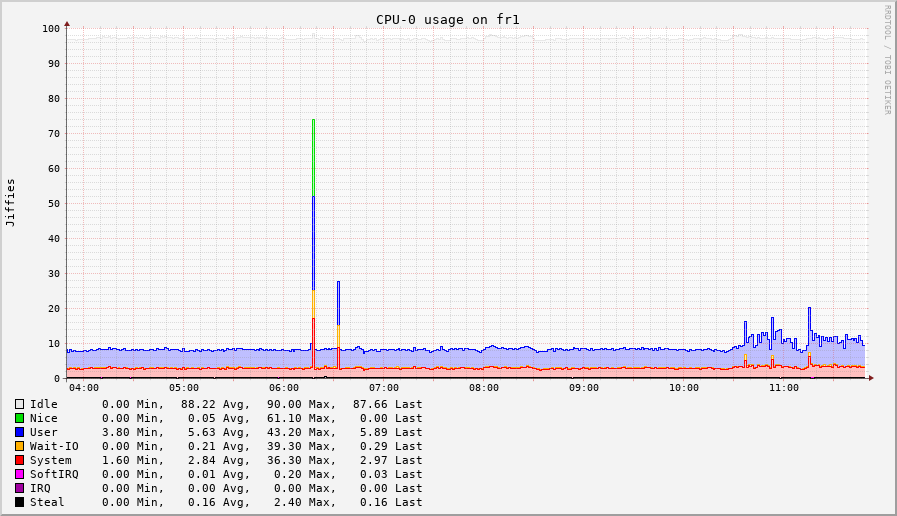 CPU-0 usage on fr1
RRDTOOL / TOBI OETIKER
Jiffies
100
90
80
70
60
50
40
30
20
10
0
04:00 05:00 06:00 07:00 08:00 09:00 10:00 11:00
Idle 0.00 Min, 88.22 Avg, 90.00 Max, 87.66 Last
Nice 0.00 Min, 0.05 Avg, 61.10 Max, 0.00 Last
User 3.80 Min, 5.63 Avg, 43.20 Max, 5.89 Last
Wait-IO 0.00 Min, 0.21 Avg, 39.30 Max, 0.29 Last
System 1.60 Min, 2.84 Avg, 36.30 Max, 2.97 Last
SoftIRQ 0.00 Min, 0.01 Avg, 0.20 Max, 0.03 Last
IRQ 0.00 Min, 0.00 Avg, 0.00 Max, 0.00 Last
Steal 0.00 Min, 0.16 Avg, 2.40 Max, 0.16 Last